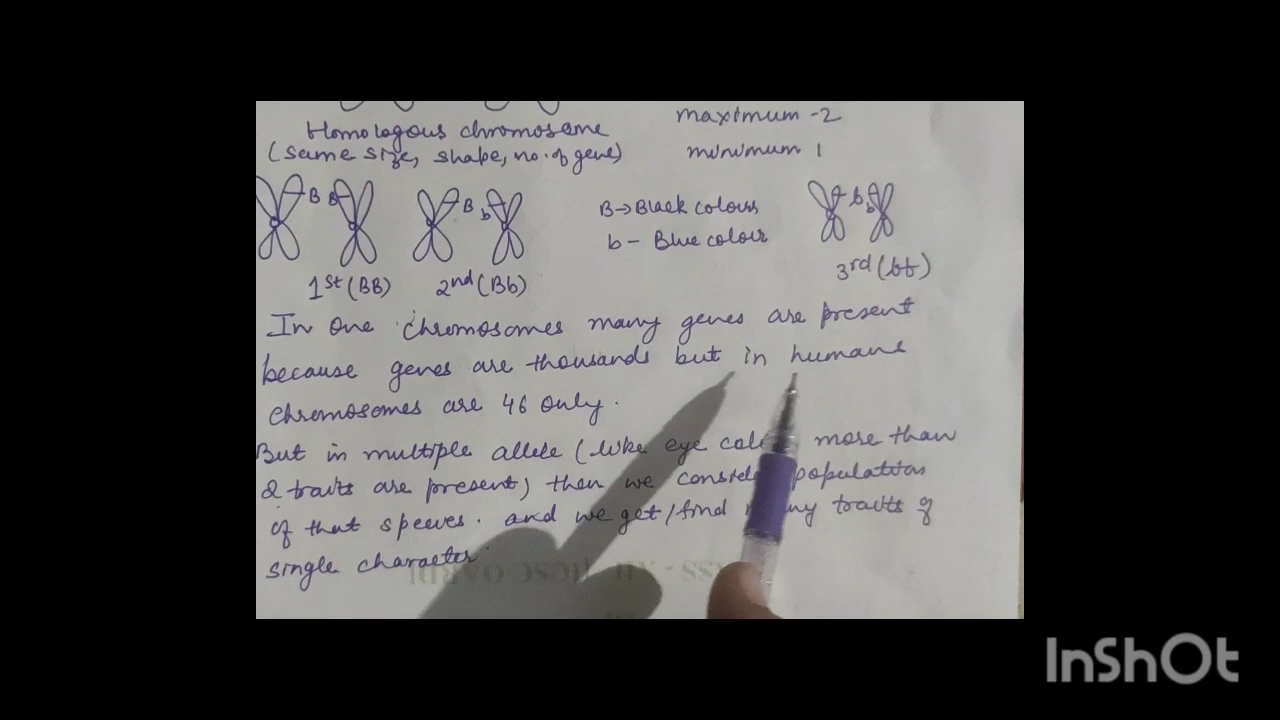 Homologous chromosome
(same size, shape, no. of gene)
maximum -2
minimum 1
B B
B b
B → Black colour
b - Blue colour
b b
1st (BB)
2nd (Bb)
3rd (bb)
In one chromosomes many genes are present
because genes are thousands but in humans
chromosomes are 46 only.
But in multiple allele (like eye more than
2 traits are present) then we population
of that species. and we get/find traits of
single character
InShOt